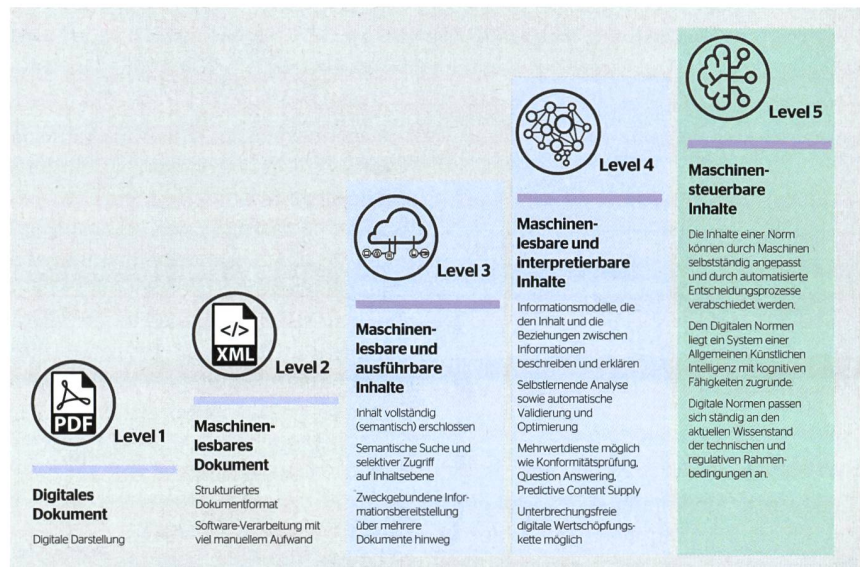 PDF
Level 1
Digitales
Dokument
Digitale Darstellung
</>
XML
Level 2
Maschinen-
lesbares
Dokument
Strukturiertes
Dokumentformat
Software-Verarbeitung mit
viel manuellem Aufwand
Level 3
Maschinen-
lesbare und
ausführbare
Inhalte
Inhalt vollständig
(semantisch) erschlossen
Semantische Suche und
selektiver Zugriff
auf Inhaltsebene
Zweckgebundene Infor-
mationsbereitstellung
über mehrere
Dokumente hinweg
Level 4
Maschinen-
lesbare und
interpretierbare
Inhalte
Informationsmodelle, die
den Inhalt und die
Beziehungen zwischen
Informationen
beschreiben und erklären
Selbstlernende Analyse
sowie automatische
Validierung und
Optimierung
Mehrwertdienste möglich
wie Konformitätsprüfung,
Question Answering,
Predictive Content Supply
Unterbrechungsfreie
digitale Wertschöpfungs-
kette möglich
Level 5
Maschinen-
steuerbare
Inhalte
Die Inhalte einer Norm
können durch Maschinen
selbstständig angepasst
und durch automatisierte
Entscheidungsprozesse
verabschiedet werden.
Den Digitalen Normen
liegt ein System einer
Allgemeinen Künstlichen
Intelligenz mit kognitiven
Fähigkeiten zugrunde.
Digitale Normen passen
sich ständig an den
aktuellen Wissenstand
der technischen und
regulativen Rahmen-
bedingungen an.